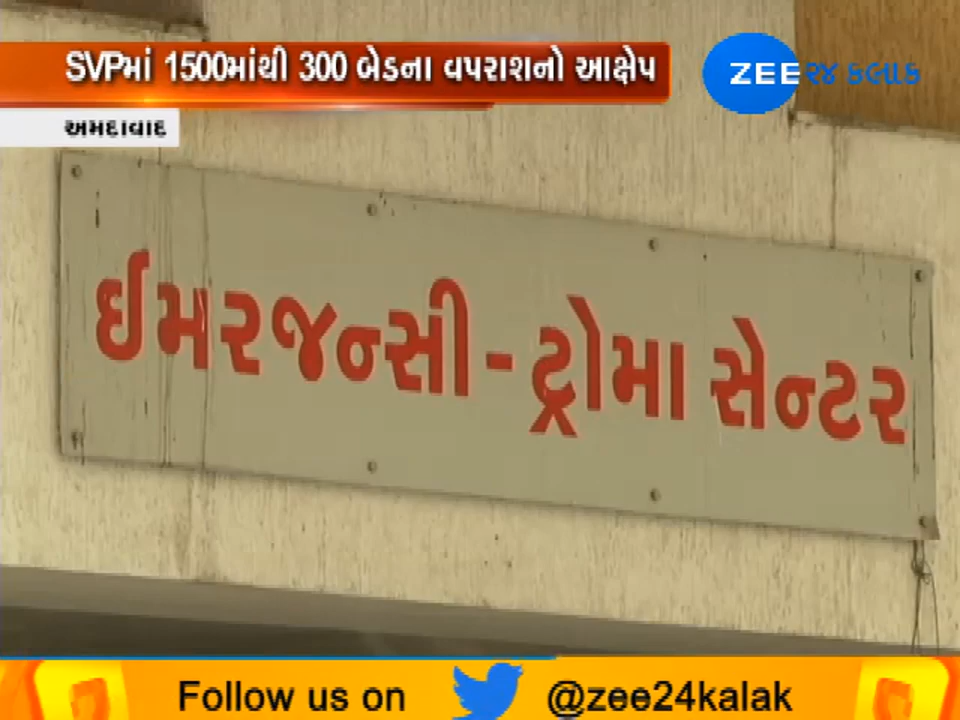 SVPમાં 1500માંથી 300 બેડના વપરાશનો આક્ષેપ
ZEE ૨૪ કલાક
અમદાવાદ
ઈમરજન્સી - ટ્રોમા સેન્ટર
Follow us on @zee24kalak